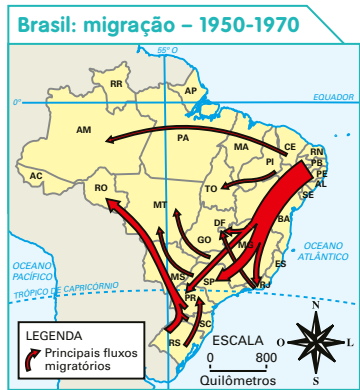 Brasil: migração – 1950-1970
55° O
RR
AP
0°
EQUADOR
AM
PA
MA
CE
RN
PB
PE
AL
SE
PI
AC
RO
TO
BA
MT
DF
GO
MG
ES
MS
SP
RJ
PR
SC
RS
OCEANO
PACÍFICO
OCEANO
ATLÂNTICO
TRÓPICO DE CAPRICÓRNIO
LEGENDA
Principais fluxos
migratórios
ESCALA
0 800
Quilômetros
N
O L
S